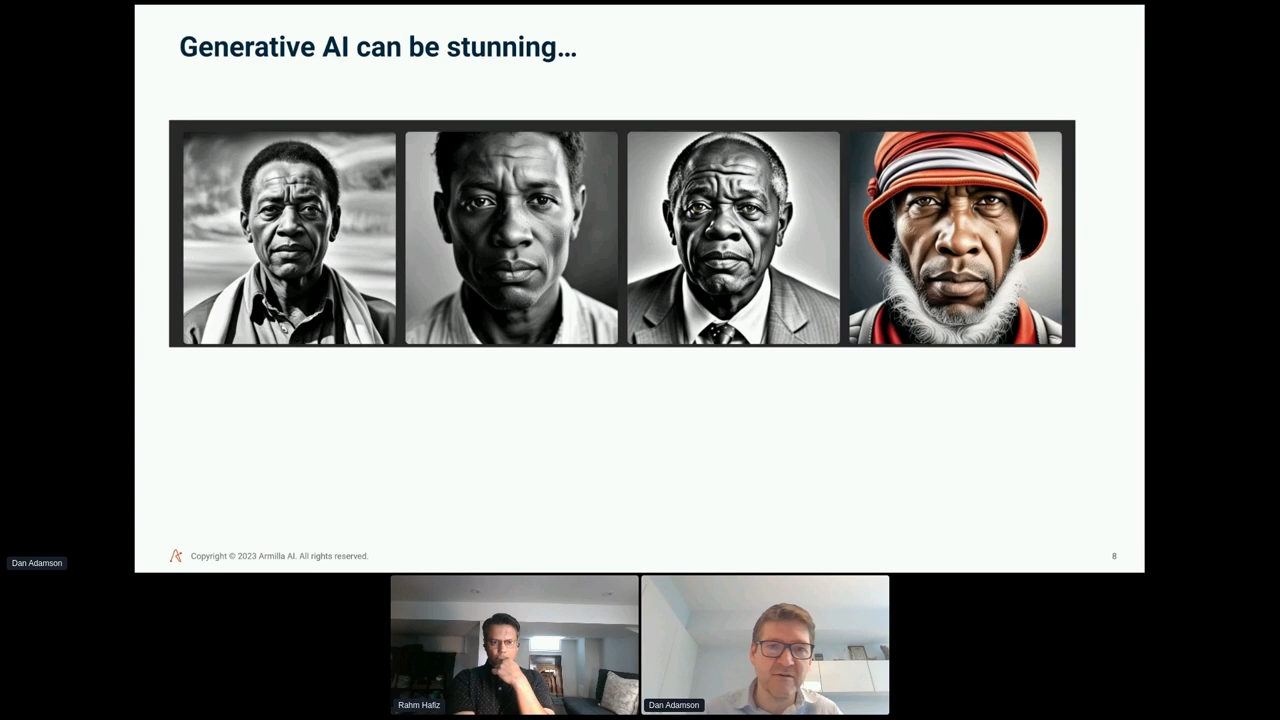 Generative AI can be stunning…
Copyright © 2023 Armilla AI. All rights reserved.
8
Dan Adamson
Rahm Hafiz
Dan Adamson